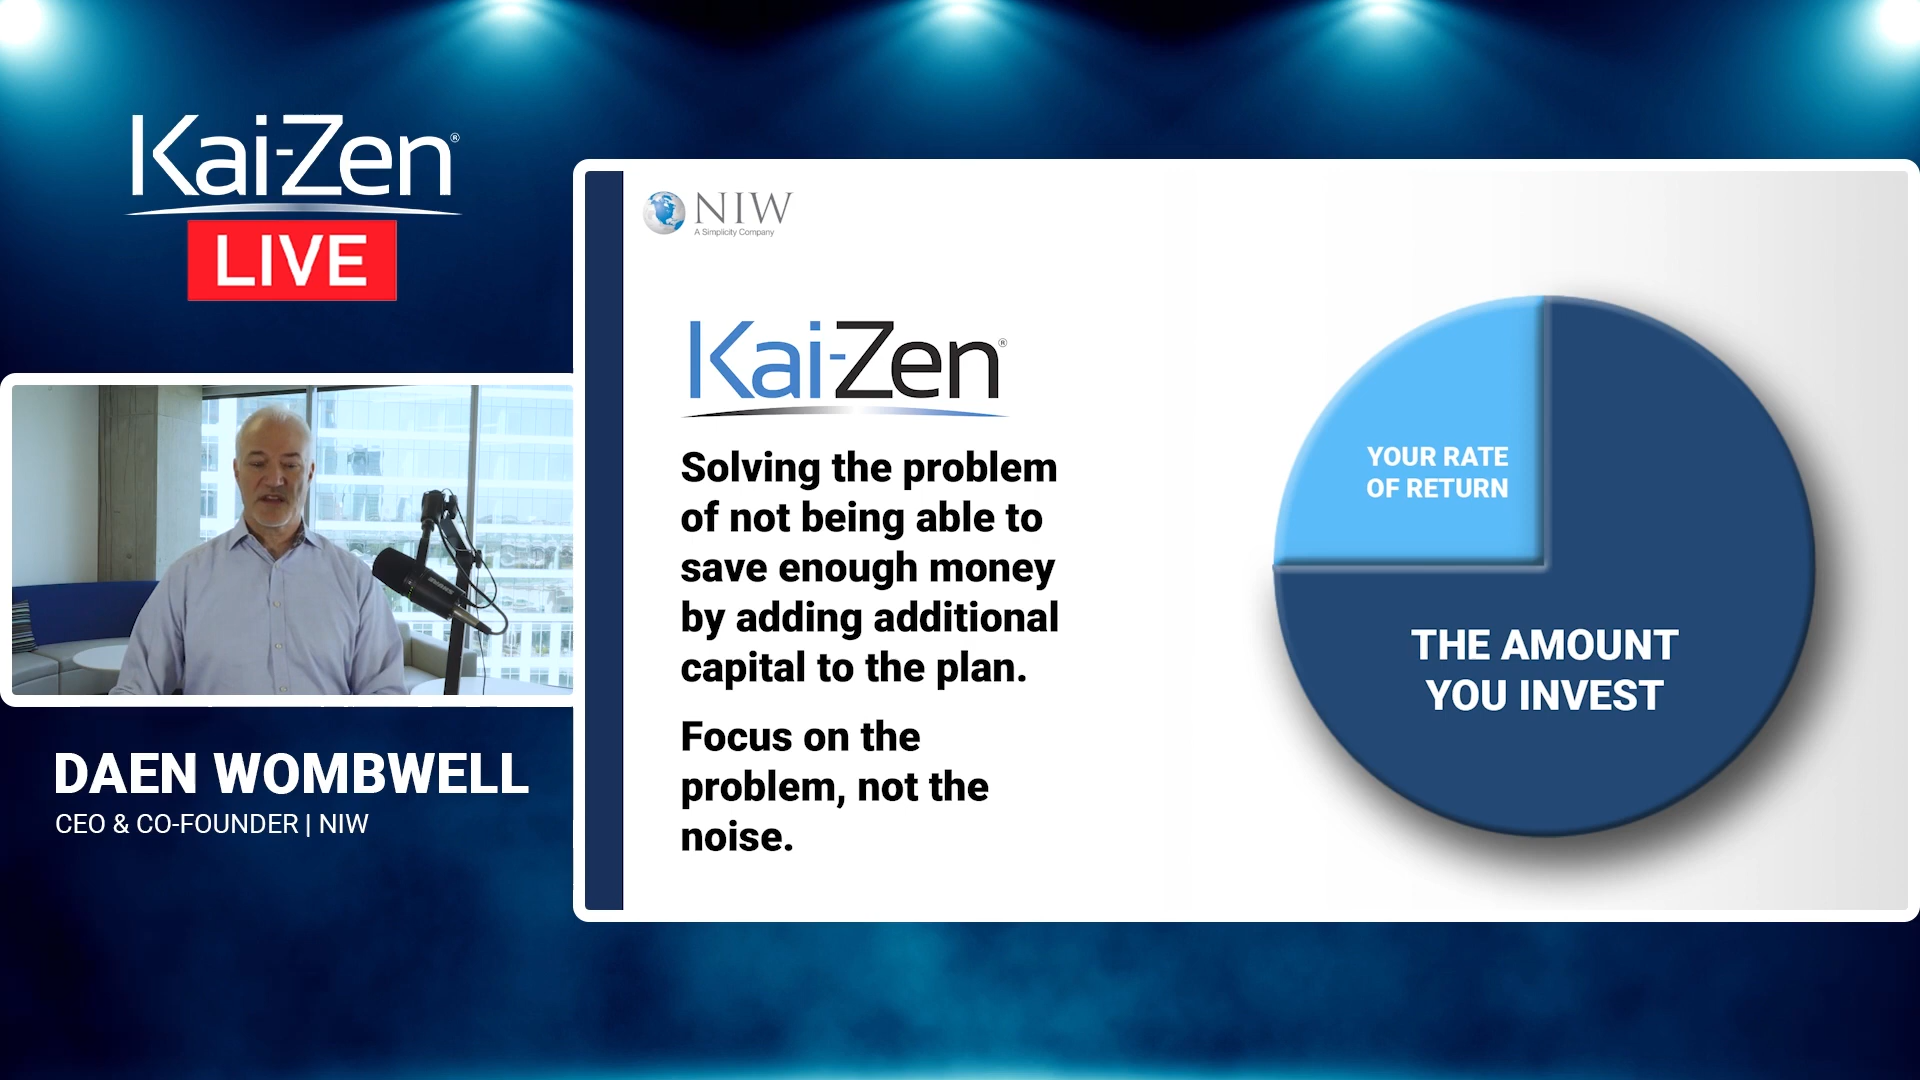 Kai-Zen®
LIVE
DAEN WOMBWELL
CEO & CO-FOUNDER | NIW
NIW
A Simplicity Company
Kai-Zen®
Solving the problem
of not being able to
save enough money
by adding additional
capital to the plan.
Focus on the
problem, not the
noise.
YOUR RATE
OF RETURN
THE AMOUNT
YOU INVEST